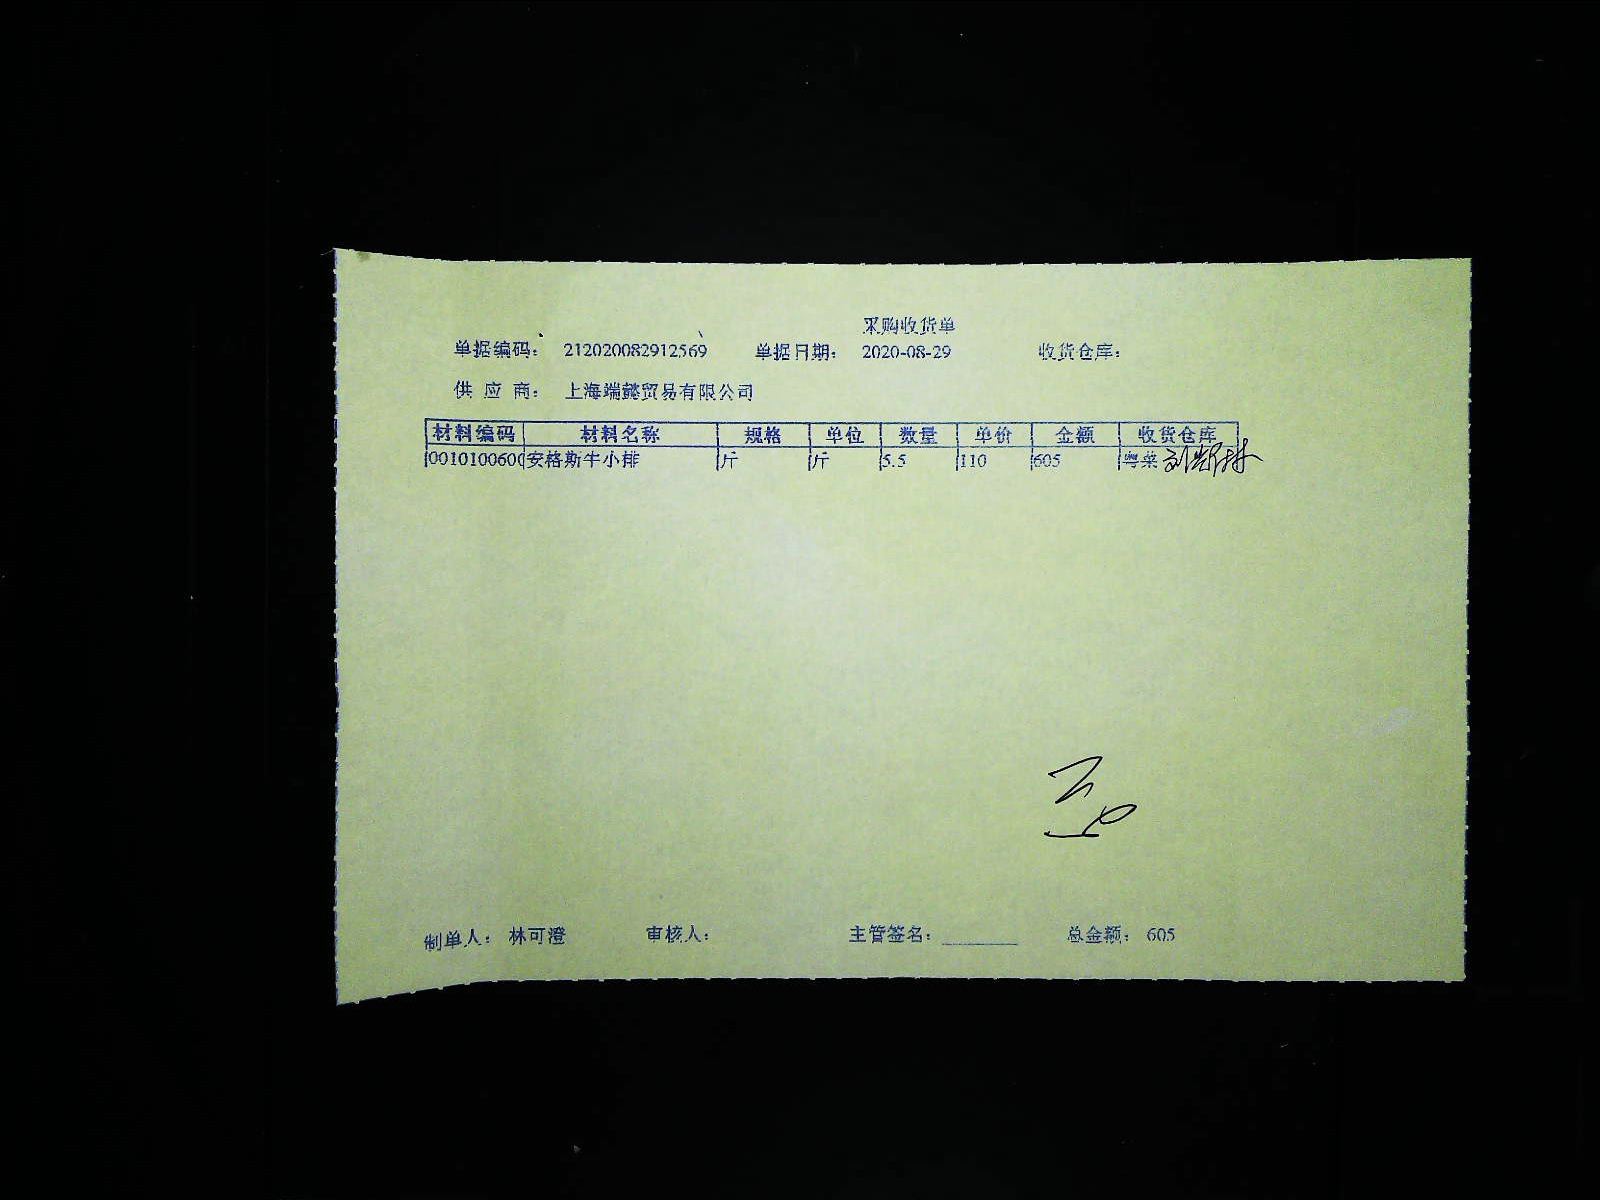 采购收货单
单据编码： 212020082912569 单据日期： 2020-08-29 收货仓库：
供 应 商： 上海端懿贸易有限公司
材料编码 材料名称 规格 单位 数量 单价 金额 收货仓库
0010100600 安格斯牛小排 斤 斤 5.5 110 605 粤菜
制单人： 林可澄 审核人： 主管签名： 总金额： 605